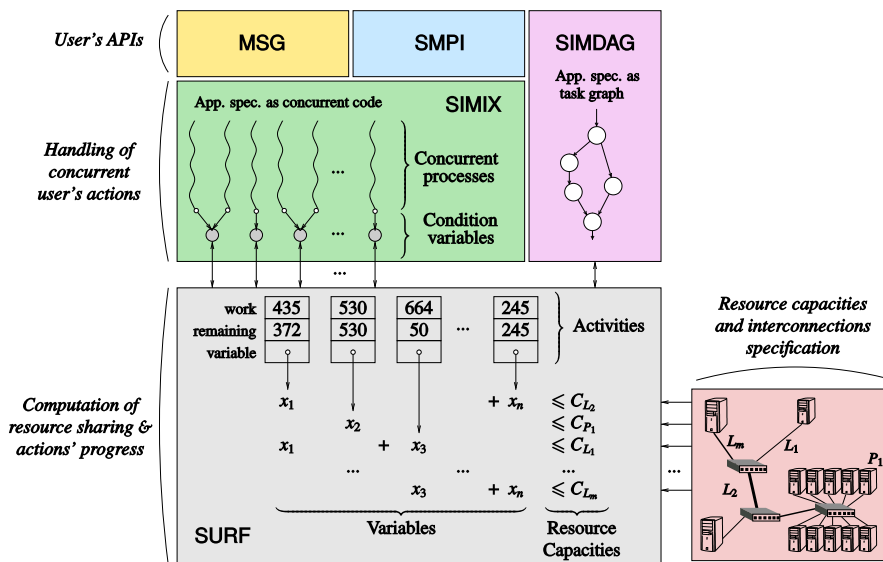 User's APIs
MSG
SMPI
SIMDAG
App. spec. as
task graph
App. spec. as concurrent code
SIMIX
Handling of
concurrent
user's actions
...
Concurrent
processes
...
Condition
variables
...
work 435 530 664 245
remaining 372 530 50 ... 245
variable
Activities
Resource capacities
and interconnections
specification
Computation of
resource sharing &
actions' progress
x1 + xn ⩽ CL2
x2 ⩽ CP1
x1 + x3 ⩽ CL1
... ... ...
x3 + xn ⩽ CLm
...
Variables
Resource
Capacities
SURF
Lm
L1
P1
L2